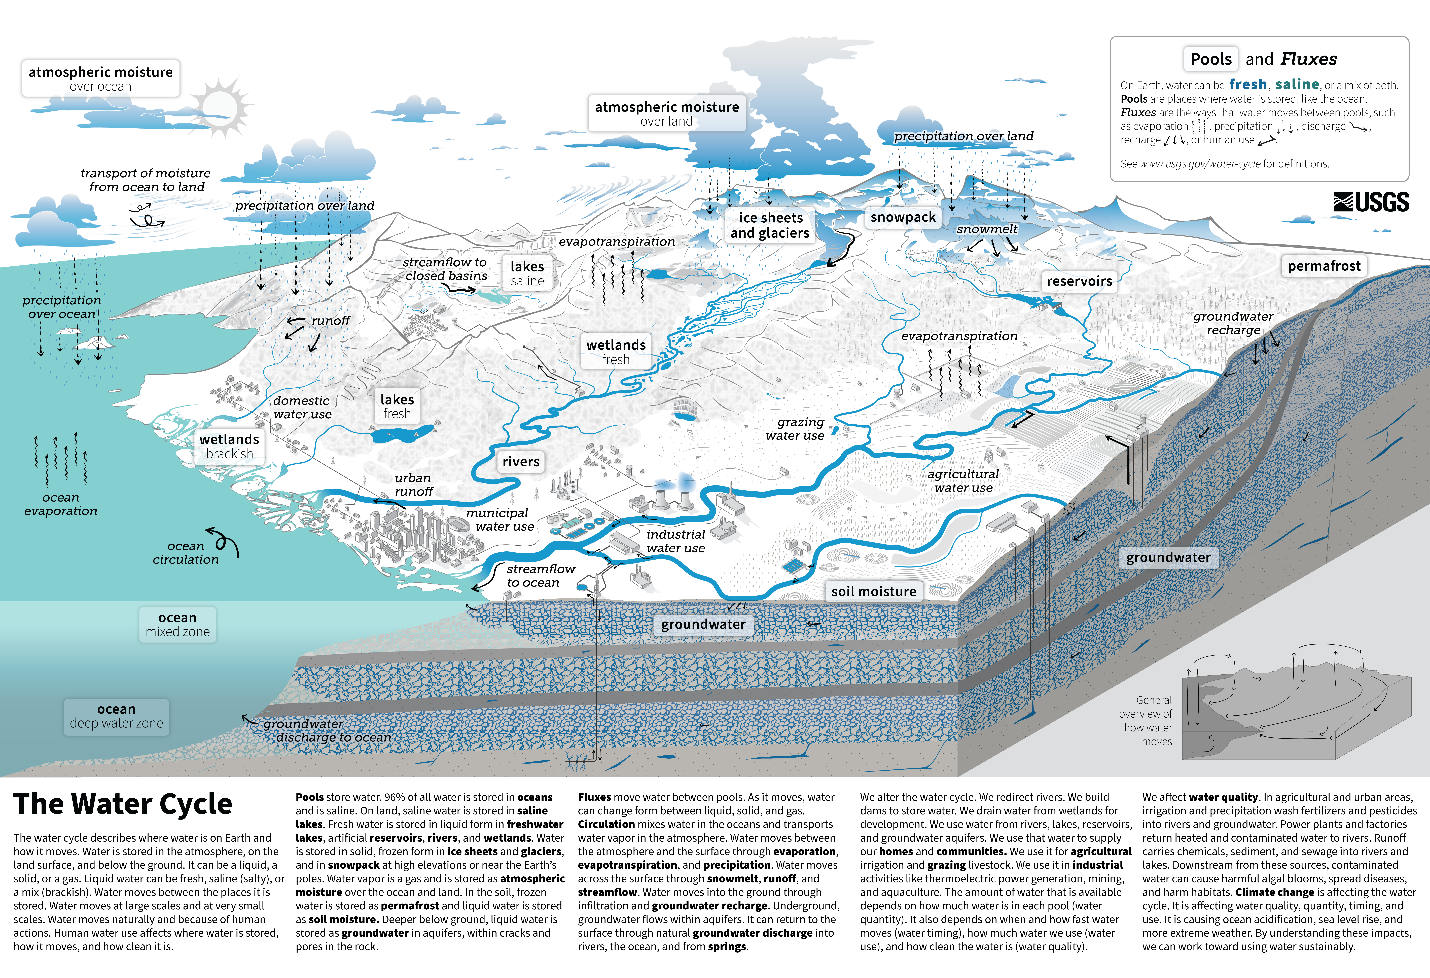 atmospheric moisture
over ocean
transport of moisture
from ocean to land
precipitation over land
precipitation
over ocean
atmospheric moisture
over land
precipitation over land
Pools and Fluxes
On Earth, water can be fresh, saline, or a mix of both.
Pools are places where water is stored, like the ocean.
Fluxes are the ways that water moves between pools, such
as evaporation, precipitation, discharge,
recharge, or human use.
See www.usgs.gov/water-cycle for definitions.
USGS
ice sheets
and glaciers
snowpack
snowmelt
evapotranspiration
streamflow to
closed basins
lakes
saline
reservoirs
permafrost
groundwater
recharge
runoff
wetlands
fresh
evapotranspiration
domestic
water use
lakes
fresh
grazing
water use
wetlands
brackish
rivers
agricultural
water use
urban
runoff
ocean
evaporation
municipal
water use
industrial
water use
ocean
circulation
streamflow
to ocean
groundwater
soil moisture
ocean
mixed zone
groundwater
ocean
deep water zone
groundwater
discharge to ocean
General
overview of
how water
moves
The Water Cycle
The water cycle describes where water is on Earth and
how it moves. Water is stored in the atmosphere, on the
land surface, and below the ground. It can be a liquid, a
solid, or a gas. Liquid water can be fresh, saline (salty), or
a mix (brackish). Water moves between the places it is
stored. Water moves at large scales and at very small
scales. Water moves naturally and because of human
actions. Human water use affects where water is stored,
how it moves, and how clean it is.
Pools store water. 96% of all water is stored in oceans
and is saline. On land, saline water is stored in saline
lakes. Fresh water is stored in liquid form in freshwater
lakes, artificial reservoirs, rivers, and wetlands. Water
is stored in solid, frozen form in ice sheets and glaciers,
and in snowpack at high elevations or near the Earth's
poles. Water vapor is a gas and is stored as atmospheric
moisture over the ocean and land. In the soil, frozen
water is stored as permafrost and liquid water is stored
as soil moisture. Deeper below ground, liquid water is
stored as groundwater in aquifers, within cracks and
pores in the rock.
Fluxes move water between pools. As it moves, water
can change form between liquid, solid, and gas.
Circulation mixes water in the oceans and transports
water vapor in the atmosphere. Water moves between
the atmosphere and the surface through evaporation,
evapotranspiration, and precipitation. Water moves
across the surface through snowmelt, runoff, and
streamflow. Water moves into the ground through
infiltration and groundwater recharge. Underground,
groundwater flows within aquifers. It can return to the
surface through natural groundwater discharge into
rivers, the ocean, and from springs.
We alter the water cycle. We redirect rivers. We build
dams to store water. We drain water from wetlands for
development. We use water from rivers, lakes, reservoirs,
and groundwater aquifers. We use that water to supply
our homes and communities. We use it for agricultural
irrigation and grazing livestock. We use it in industrial
activities like thermoelectric power generation, mining,
and aquaculture. The amount of water that is available
depends on how much water is in each pool (water
quantity). It also depends on when and how fast water
moves (water timing), how much water we use (water
use), and how clean the water is (water quality).
We affect water quality. In agricultural and urban areas,
irrigation and precipitation wash fertilizers and pesticides
into rivers and groundwater. Power plants and factories
return heated and contaminated water to rivers. Runoff
carries chemicals, sediment, and sewage into rivers and
lakes. Downstream from these sources, contaminated
water can cause harmful algal blooms, spread diseases,
and harm habitats. Climate change is affecting the water
cycle. It is affecting water quality, quantity, timing, and
use. It is causing ocean acidification, sea level rise, and
more extreme weather. By understanding these impacts,
we can work toward using water sustainably.